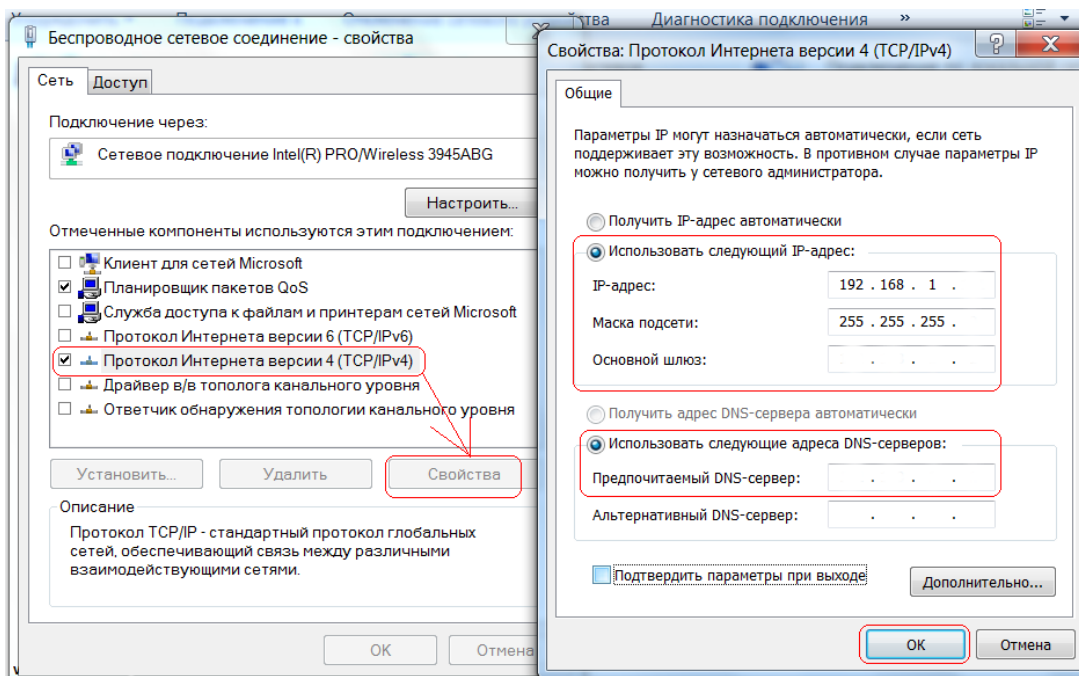 Диагностика подключения »
Беспроводное сетевое соединение - свойства
Сеть
Доступ
Подключение через:
Сетевое подключение Intel(R) PRO/Wireless 3945ABG
Настроить...
Отмеченные компоненты используются этим подключением:
Клиент для сетей Microsoft
Планировщик пакетов QoS
Служба доступа к файлам и принтерам сетей Microsoft
Протокол Интернета версии 6 (TCP/IPv6)
Протокол Интернета версии 4 (TCP/IPv4)
Драйвер в/в тополога канального уровня
Ответчик обнаружения топологии канального уровня
Установить...
Удалить
Свойства
Описание
Протокол TCP/IP - стандартный протокол глобальных
сетей, обеспечивающий связь между различными
взаимодействующими сетями.
OK
Отмена
Свойства: Протокол Интернета версии 4 (TCP/IPv4)
Общие
Параметры IP могут назначаться автоматически, если сеть
поддерживает эту возможность. В противном случае параметры IP
можно получить у сетевого администратора.
Получить IP-адрес автоматически
Использовать следующий IP-адрес:
IP-адрес: 192 . 168 . 1 .
Маска подсети: 255 . 255 . 255 .
Основной шлюз: . . .
Получить адрес DNS-сервера автоматически
Использовать следующие адреса DNS-серверов:
Предпочитаемый DNS-сервер: . . .
Альтернативный DNS-сервер: . . .
Подтвердить параметры при выходе
Дополнительно...
OK
Отмена